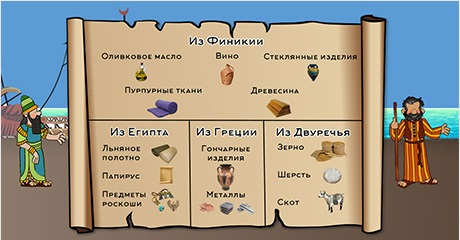 Из Финикии
Оливковое масло Вино Стеклянные изделия
Пурпурные ткани Древесина
Из Египта
Льняное
полотно
Папирус
Предметы
роскоши
Из Греции
Гончарные
изделия
Металлы
Из Двуречья
Зерно
Шерсть
Скот